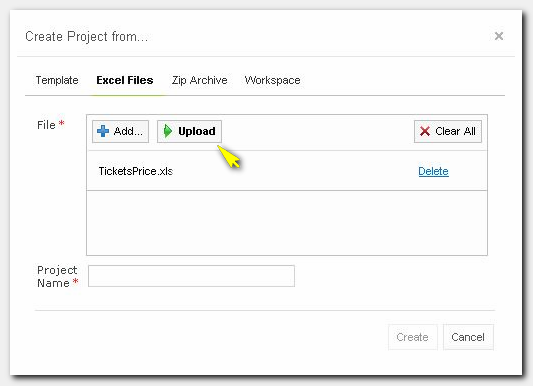 Create Project from...
Template Excel Files Zip Archive Workspace
File * Add... Upload Clear All
TicketsPrice.xls Delete
Project
Name *
Create Cancel